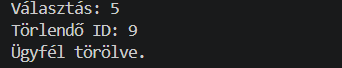 Választás: 5
Törlendő ID: 9
Ügyfél törölve.